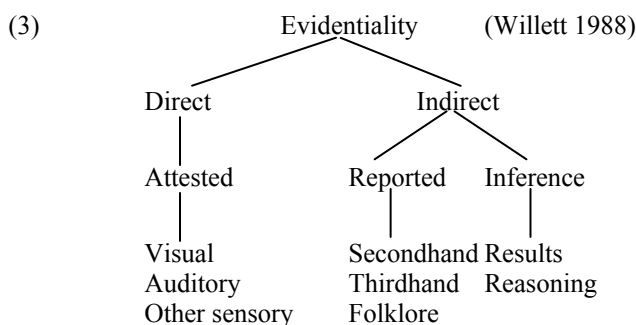 (3) Evidentiality (Willett 1988)
Direct Indirect
Attested Reported Inference
Visual Secondhand Results
Auditory Thirdhand Reasoning
Other sensory Folklore